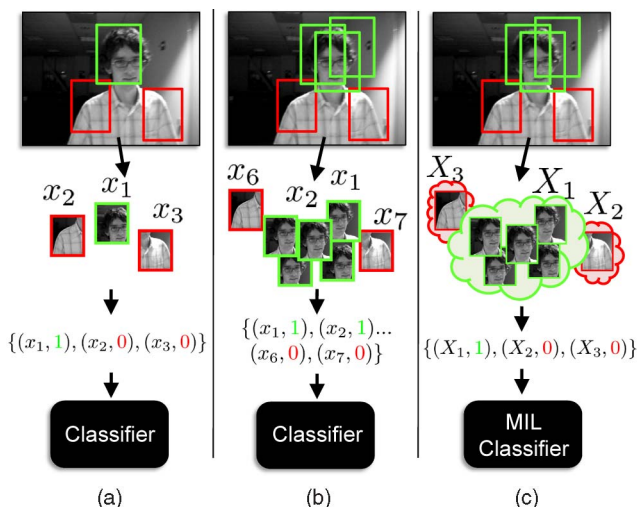 x₂ x₁ x₃
{(x₁, 1), (x₂, 0), (x₃, 0)}
Classifier
(a)
x₆ x₂ x₁ x₇
{(x₁, 1), (x₂, 1)...
(x₆, 0), (x₇, 0)}
Classifier
(b)
X₃ X₁ X₂
{(X₁, 1), (X₂, 0), (X₃, 0)}
MIL
Classifier
(c)